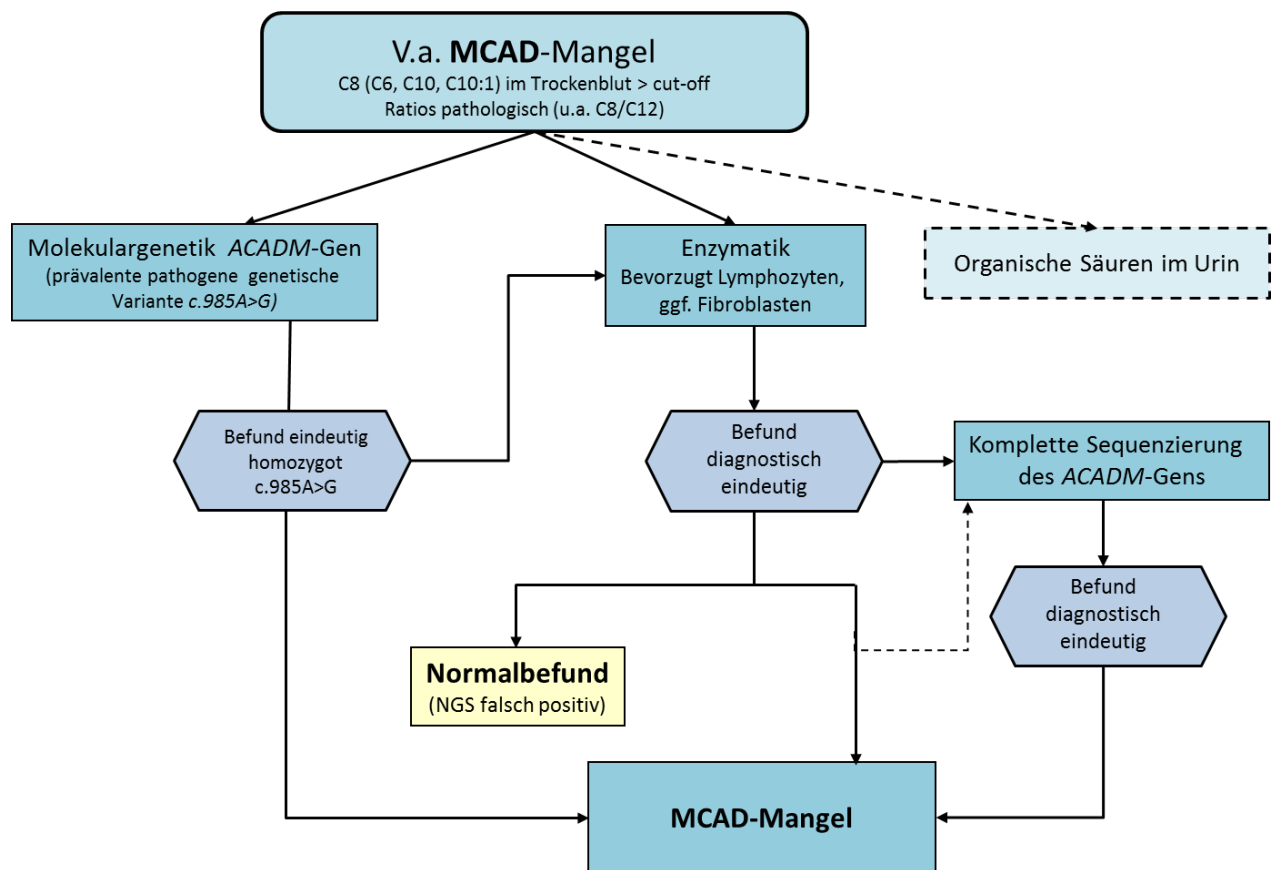 V.a. MCAD-Mangel
C8 (C6, C10, C10:1) im Trockenblut > cut-off
Ratios pathologisch (u.a. C8/C12)
Molekulargenetik ACADM-Gen
(prävalente pathogene genetische
Variante c.985A>G)
Enzymatik
Bevorzugt Lymphozyten,
ggf. Fibroblasten
Organische Säuren im Urin
Befund eindeutig
homozygot
c.985A>G
Befund
diagnostisch
eindeutig
Komplette Sequenzierung
des ACADM-Gens
Befund
diagnostisch
eindeutig
Normalbefund
(NGS falsch positiv)
MCAD-Mangel